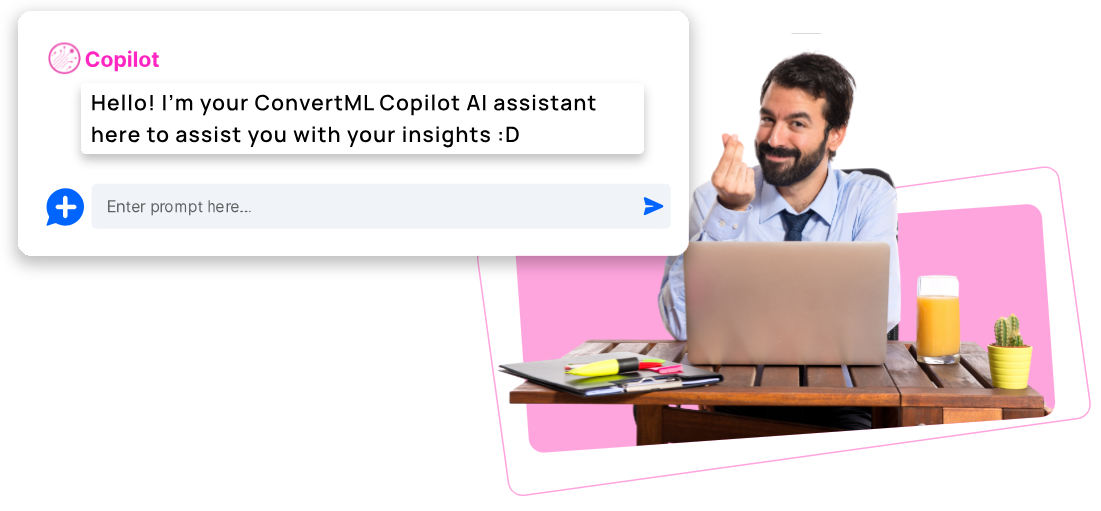 Copilot
Hello! I'm your ConvertML Copilot AI assistant
here to assist you with your insights :D
Enter prompt here...